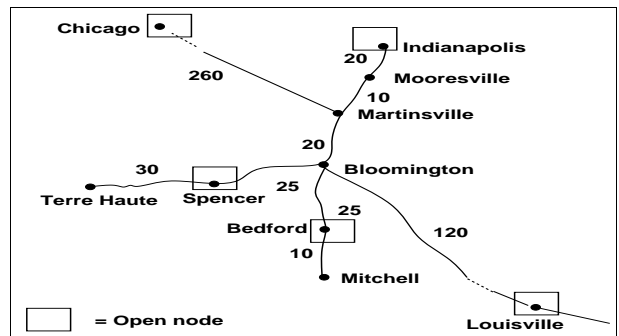 Chicago
Indianapolis
20
Mooresville
260
10
Martinsville
20
30
Bloomington
Terre Haute
Spencer
25
25
Bedford
120
10
Mitchell
= Open node
Louisville